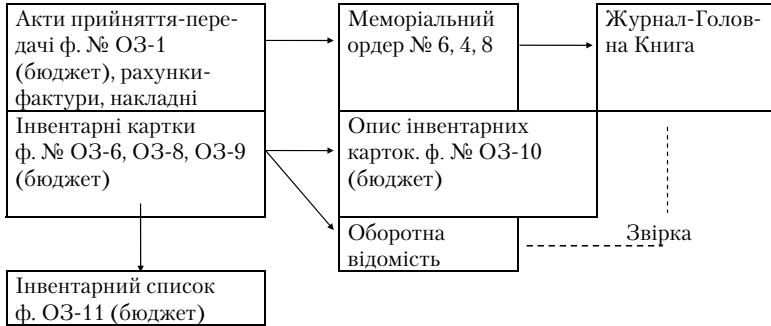 Акти прийняття-пере-
дачі ф. № ОЗ-1
(бюджет), рахунки-
фактури, накладні
Меморіальний
ордер № 6, 4, 8
Журнал-Голов-
на Книга
Інвентарні картки
ф. № ОЗ-6, ОЗ-8, ОЗ-9
(бюджет)
Опис інвентарних
карток. ф. № ОЗ-10
(бюджет)
Оборотна
відомість
Звірка
Інвентарний список
ф. ОЗ-11 (бюджет)